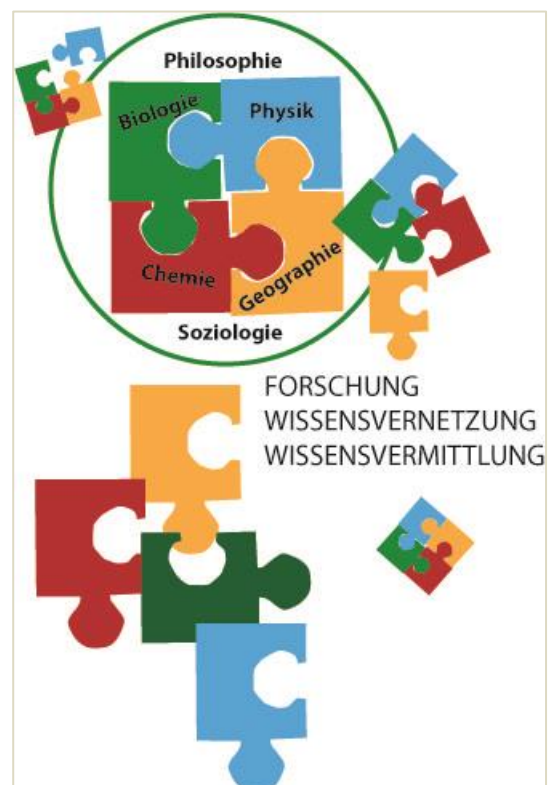 Philosophie
Biologie
Physik
Chemie
Geographie
Soziologie
FORSCHUNG
WISSENSVERNETZUNG
WISSENSVERMITTLUNG